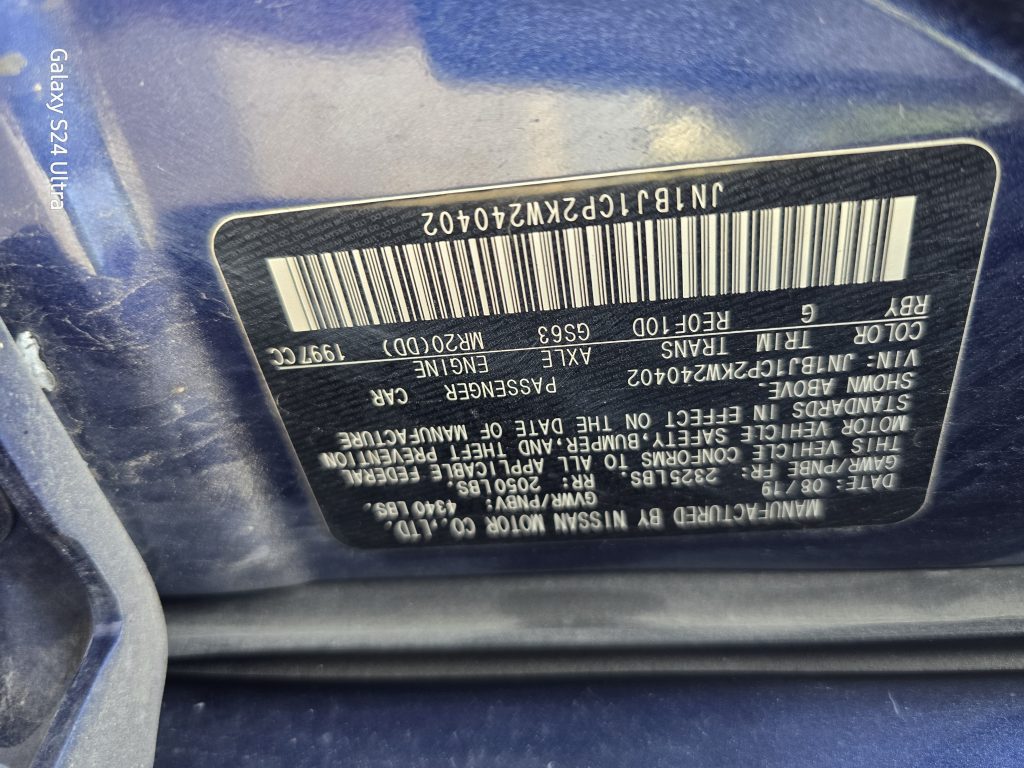 MANUFACTURED BY NISSAN MOTOR CO.,LTD.
DATE: 08/19 GVWR/PNBV: 4340 LBS.
GAWR/PNBE FR: 2325LBS. RR: 2050LBS.
THIS VEHICLE CONFORMS TO ALL APPLICABLE FEDERAL
MOTOR VEHICLE SAFETY,BUMPER,AND THEFT PREVENTION
STANDARDS IN EFFECT ON THE DATE OF MANUFACTURE
SHOWN ABOVE.
VIN: JN1BJ1CP2KW240402 PASSENGER CAR
COLOR TRIM TRANS AXLE ENGINE
RBY G RE0F10D GS63 MR20(DD) 1997CC
JN1BJ1CP2KW240402
Galaxy S24 Ultra